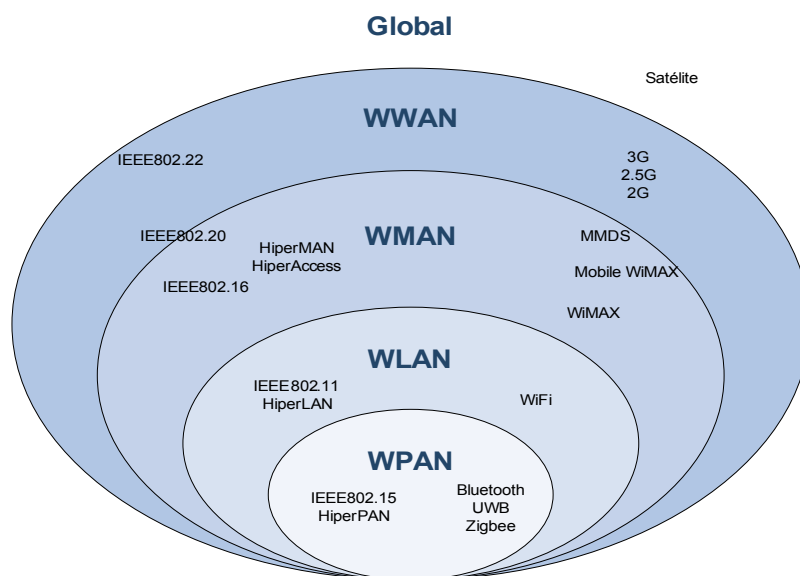 Global
Satélite
WWAN
IEEE802.22
3G
2.5G
2G
WMAN
IEEE802.20
HiperMAN
HiperAccess
IEEE802.16
MMDS
Mobile WiMAX
WiMAX
WLAN
IEEE802.11
HiperLAN
WiFi
WPAN
IEEE802.15
HiperPAN
Bluetooth
UWB
Zigbee